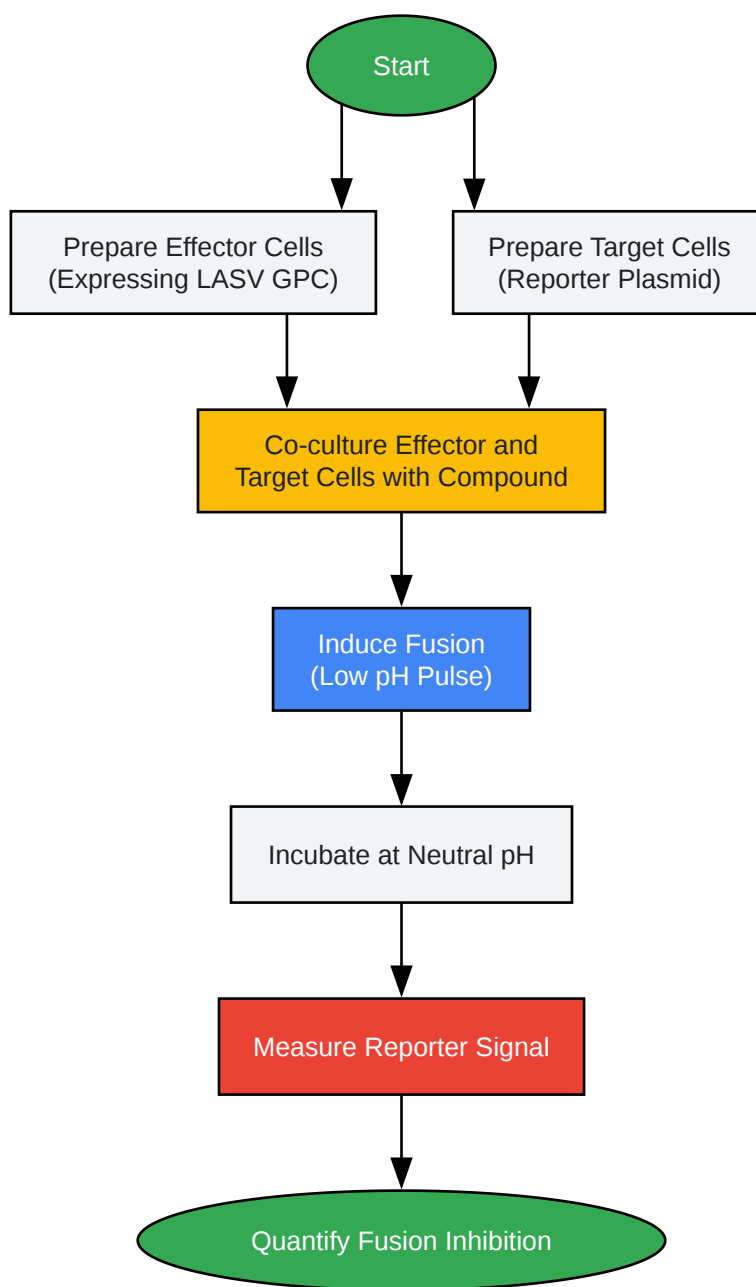 Start
Prepare Effector Cells
(Expressing LASV GPC)
Prepare Target Cells
(Reporter Plasmid)
Co-culture Effector and
Target Cells with Compound
Induce Fusion
(Low pH Pulse)
Incubate at Neutral pH
Measure Reporter Signal
Quantify Fusion Inhibition